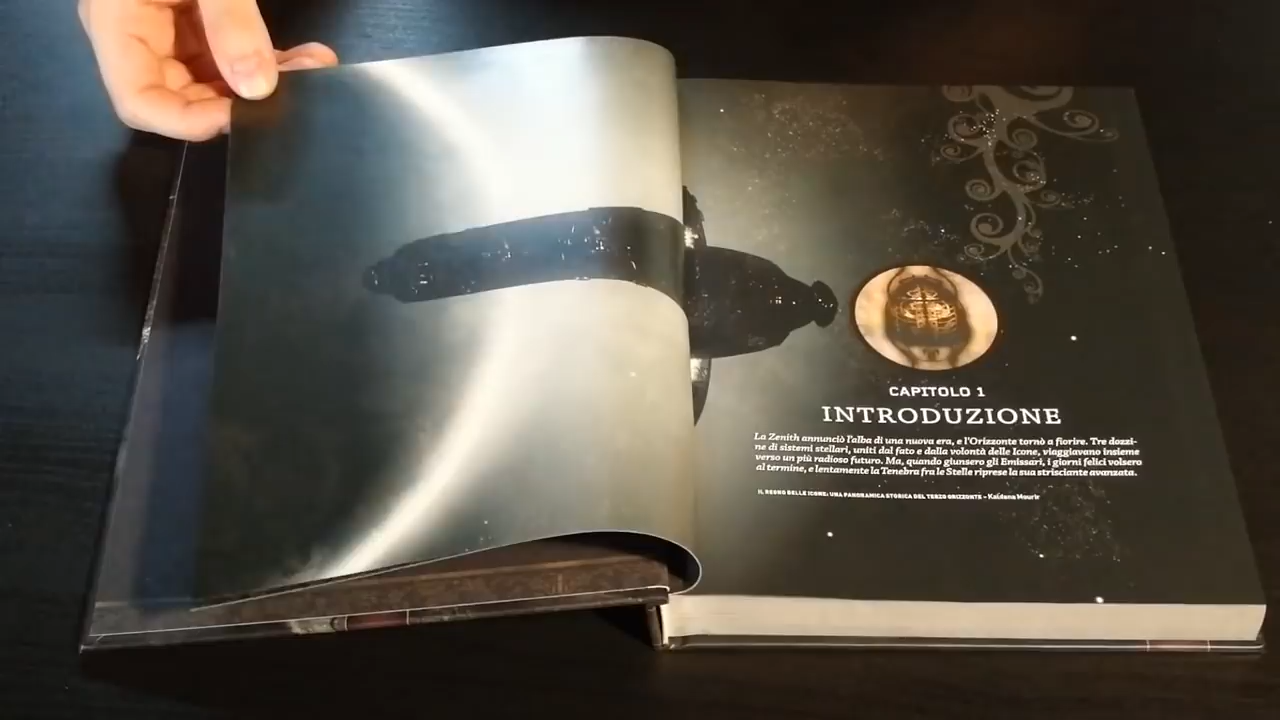 CAPITOLO 1
INTRODUZIONE
La Zenith annunciò l'alba di una nuova era, e l'Orizzonte tornò a fiorire. Tre dozzi-
ne di sistemi stellari, uniti dal fato e dalla volontà delle Icone, viaggiavano insieme
verso un più radioso futuro. Ma, quando giunsero gli Emissari, i giorni felici volsero
al termine, e lentamente la Tenebra fra le Stelle riprese la sua strisciante avanzata.
IL REGNO DELLE ICONE: UNA PANORAMICA STORICA DEL TERZO ORIZZONTE – Kaldana Mourir